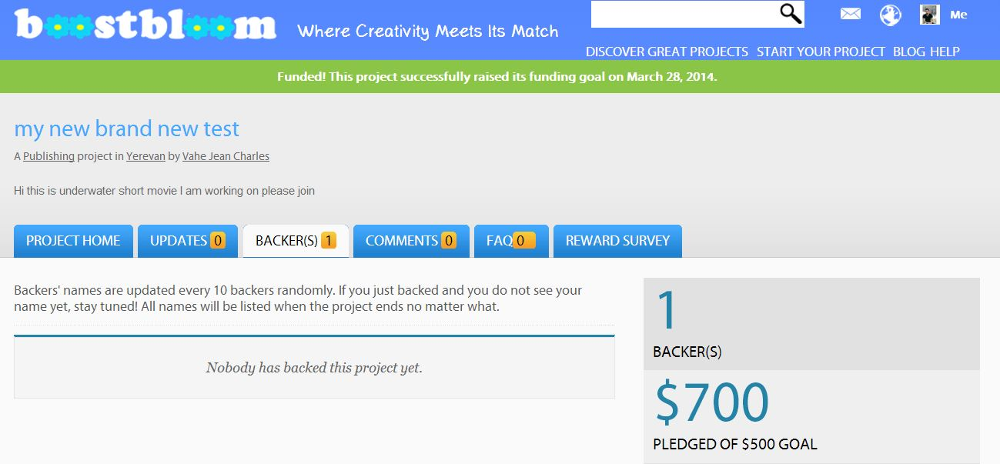 boostbloom Where Creativity Meets Its Match
Me
DISCOVER GREAT PROJECTS START YOUR PROJECT BLOG HELP
Funded! This project successfully raised its funding goal on March 28, 2014.
my new brand new test
A Publishing project in Yerevan by Vahe Jean Charles
Hi this is underwater short movie I am working on please join
PROJECT HOME UPDATES 0 BACKER(S) 1 COMMENTS 0 FAQ 0 REWARD SURVEY
Backers' names are updated every 10 backers randomly. If you just backed and you do not see your
name yet, stay tuned! All names will be listed when the project ends no matter what.
Nobody has backed this project yet.
1
BACKER(S)
$700
PLEDGED OF $500 GOAL